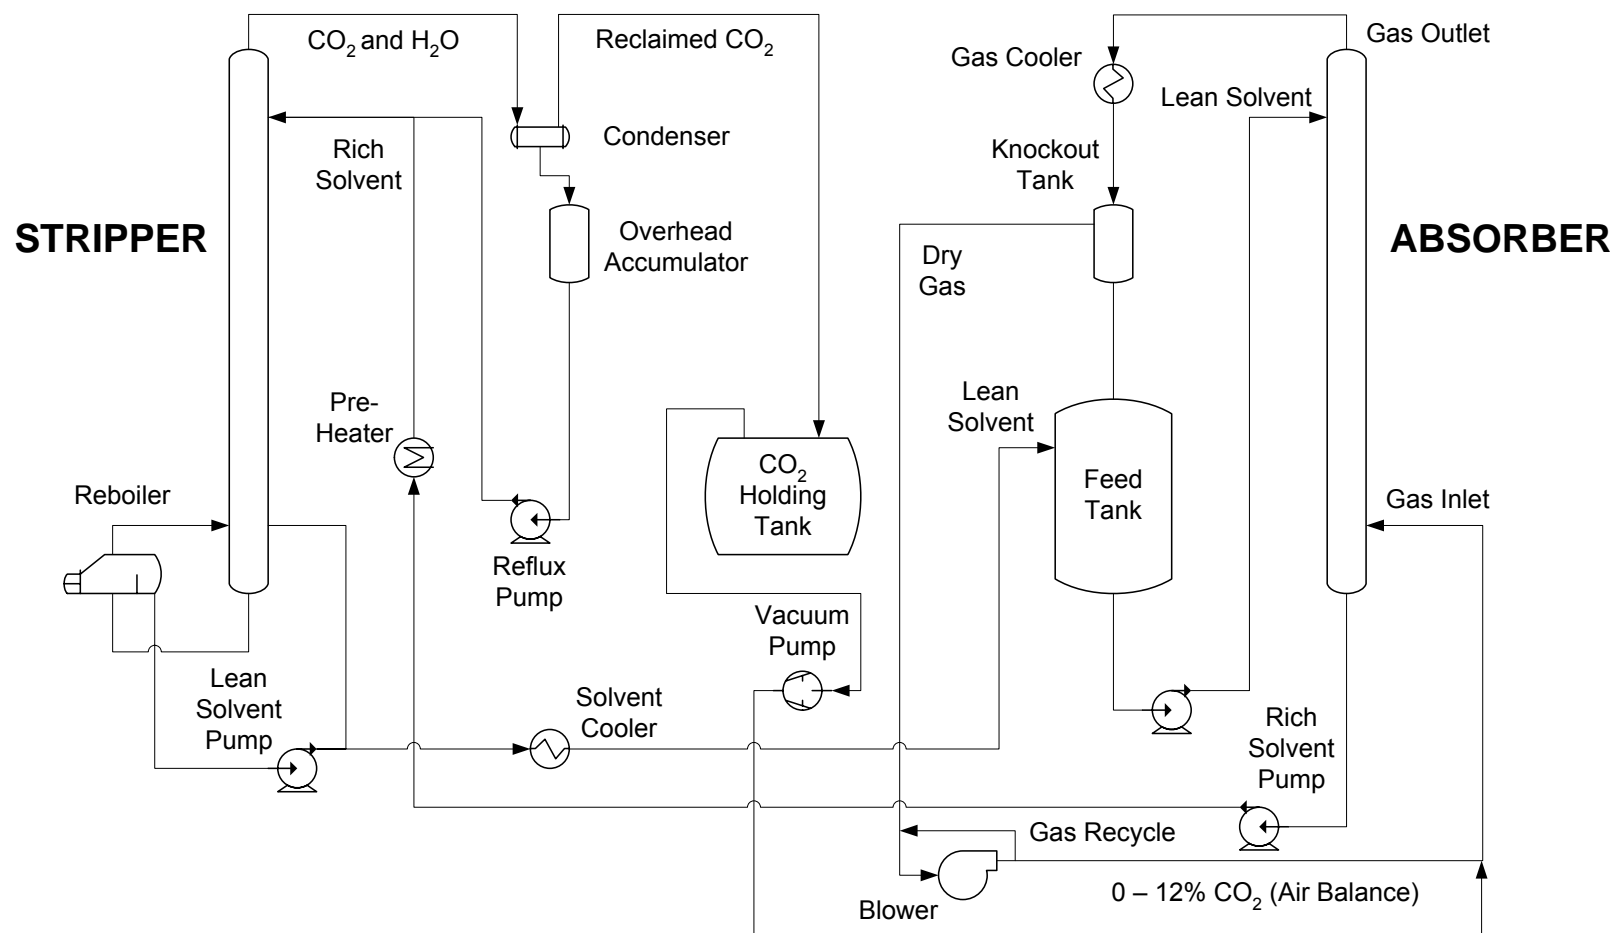 CO₂ and H₂O
Reclaimed CO₂
Gas Outlet
Gas Cooler
Lean Solvent
Condenser
Rich
Solvent
Knockout
Tank
STRIPPER
Overhead
Accumulator
ABSORBER
Dry
Gas
Pre-
Heater
Lean
Solvent
CO₂
Holding
Tank
Feed
Tank
Reboiler
Gas Inlet
Reflux
Pump
Vacuum
Pump
Lean
Solvent
Pump
Solvent
Cooler
Rich
Solvent
Pump
Gas Recycle
Blower
0 – 12% CO₂ (Air Balance)